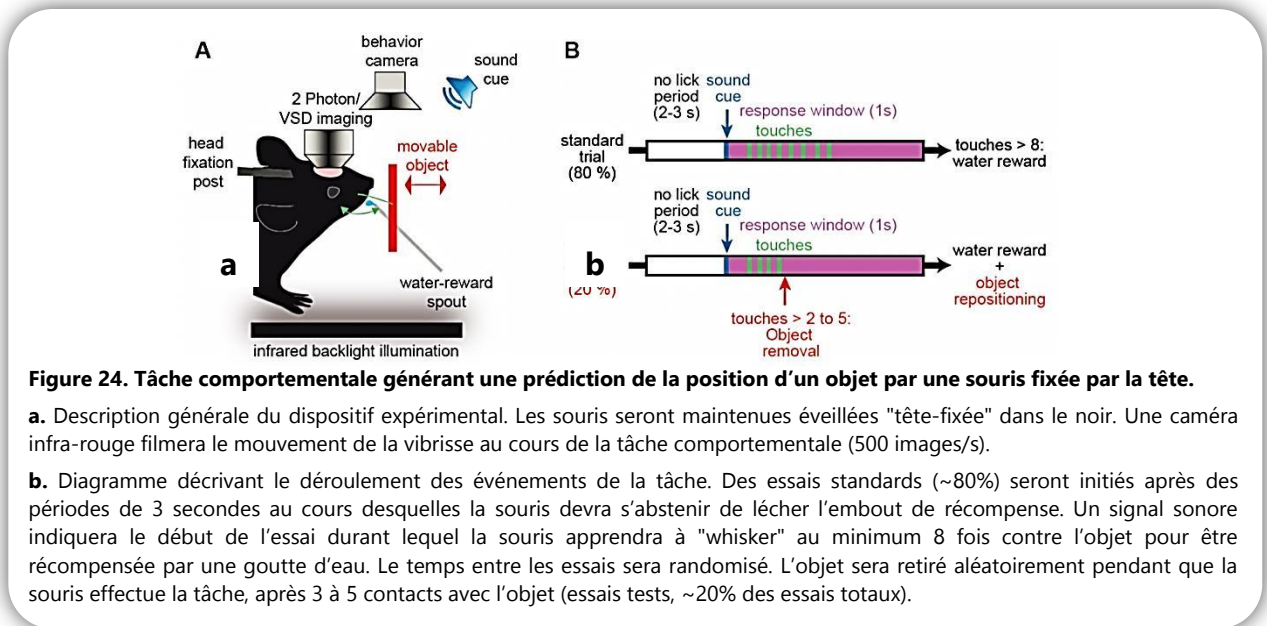 A
behavior
camera
sound
cue
2 Photon/
VSD imaging
head
fixation
post
movable
object
a
water-reward
spout
infrared backlight illumination
B
no lick
period
(2-3 s)
sound
cue
response window (1s)
touches
standard
trial
(80 %)
touches > 8:
water reward
no lick
period
(2-3 s)
sound
cue
response window (1s)
touches
b
(20 %)
water reward
+
object
repositioning
touches > 2 to 5:
Object
removal
Figure 24. Tâche comportementale générant une prédiction de la position d'un objet par une souris fixée par la tête.
a. Description générale du dispositif expérimental. Les souris seront maintenues éveillées "tête-fixée" dans le noir. Une caméra
infra-rouge filmera le mouvement de la vibrisse au cours de la tâche comportementale (500 images/s).
b. Diagramme décrivant le déroulement des événements de la tâche. Des essais standards (~80%) seront initiés après des
périodes de 3 secondes au cours desquelles la souris devra s'abstenir de lécher l'embout de récompense. Un signal sonore
indiquera le début de l'essai durant lequel la souris apprendra à "whisker" au minimum 8 fois contre l'objet pour être
récompensée par une goutte d'eau. Le temps entre les essais sera randomisé. L'objet sera retiré aléatoirement pendant que la
souris effectue la tâche, après 3 à 5 contacts avec l'objet (essais tests, ~20% des essais totaux).